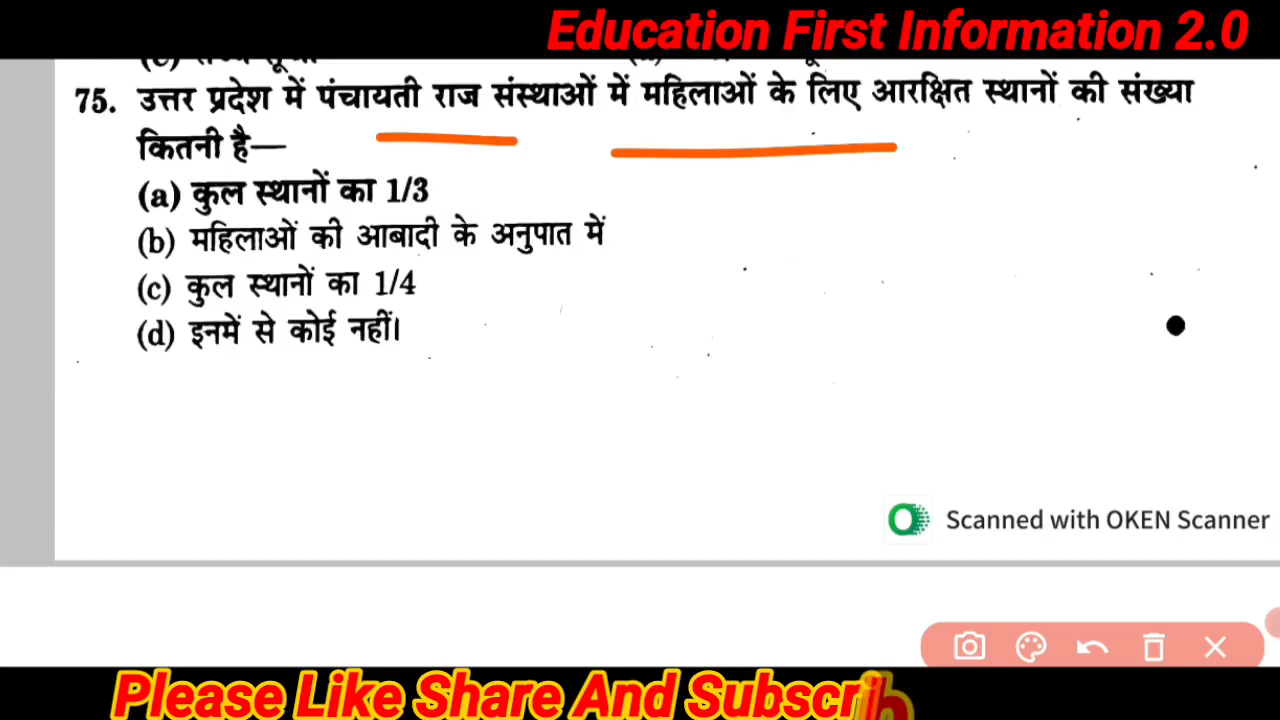 Education First Information 2.0
75. उत्तर प्रदेश में पंचायती राज संस्थाओं में महिलाओं के लिए आरक्षित स्थानों की संख्या
कितनी है—
(a) कुल स्थानों का 1/3
(b) महिलाओं की आबादी के अनुपात में
(c) कुल स्थानों का 1/4
(d) इनमें से कोई नहीं।
Scanned with OKEN Scanner
Please Like Share And Subscrib